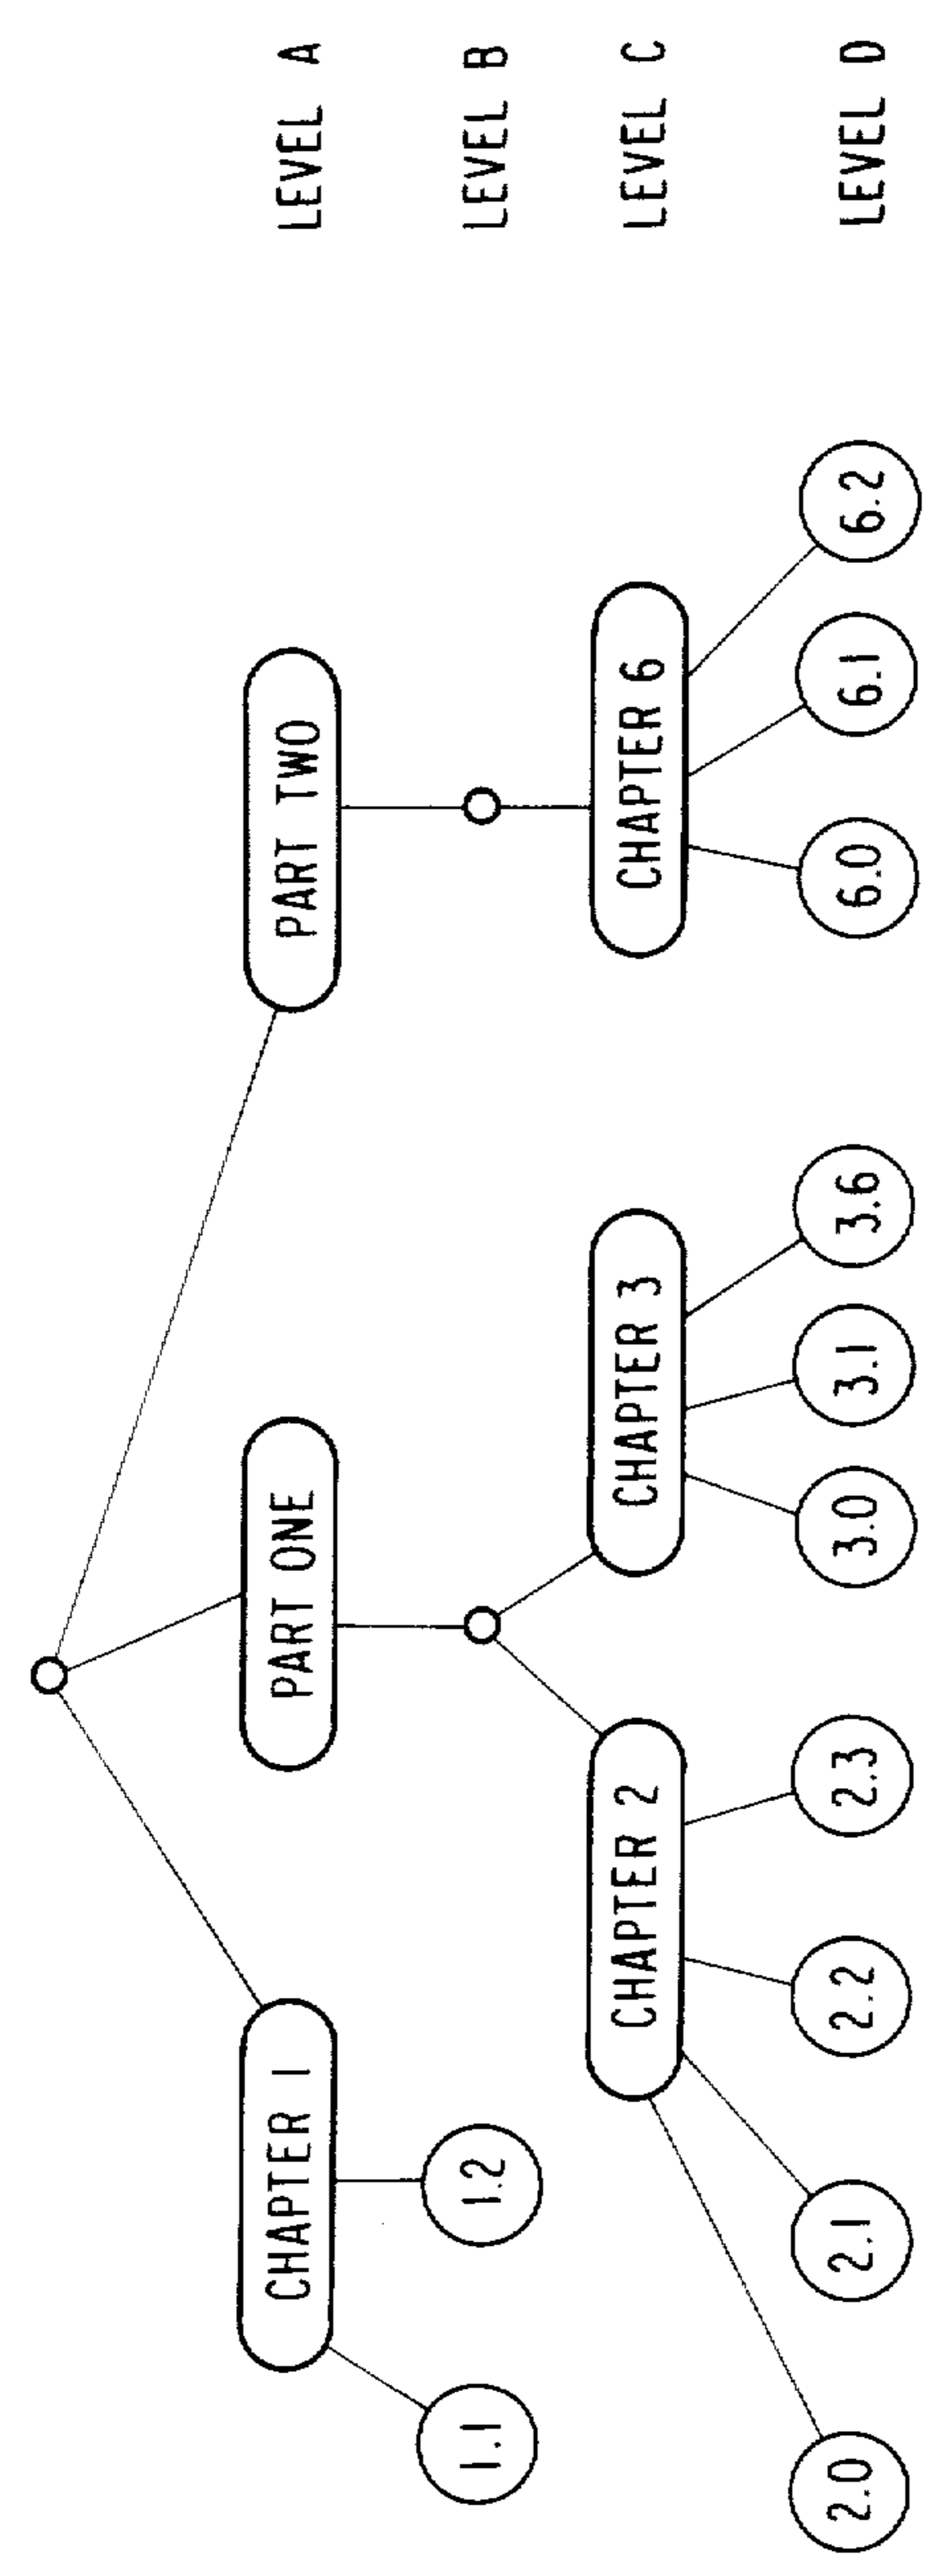 CHAPTER 1
PART ONE
PART TWO
LEVEL A
1.1
1.2
LEVEL B
CHAPTER 2
CHAPTER 3
CHAPTER 6
LEVEL C
2.0
2.1
2.2
2.3
3.0
3.1
3.6
6.0
6.1
6.2
LEVEL D